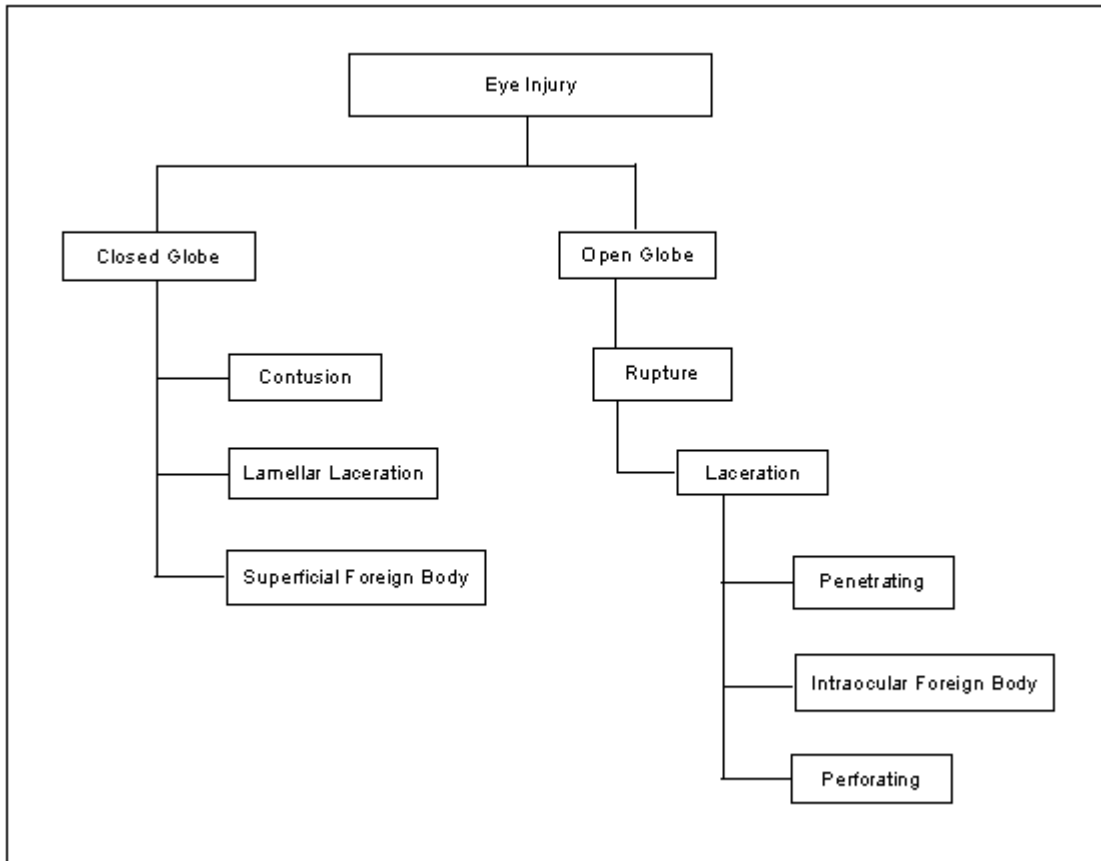 Eye Injury
Closed Globe
Open Globe
Contusion
Rupture
Lamellar Laceration
Laceration
Superficial Foreign Body
Penetrating
Intraocular Foreign Body
Perforating